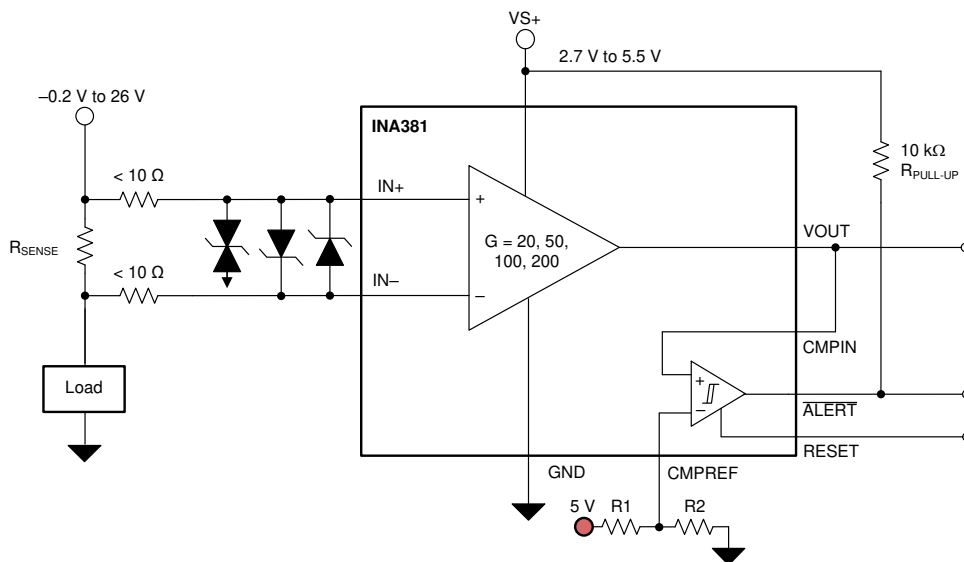 VS+
2.7 V to 5.5 V
–0.2 V to 26 V
INA381
< 10 Ω
IN+
10 kΩ
RPULL-UP
+
G = 20, 50,
100, 200
VOUT
RSENSE
< 10 Ω
IN–
–
CMPIN
+
Load
–
ALERT
RESET
GND
CMPREF
5 V
R1
R2